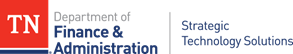 TN
Department of
Finance &
Administration
Strategic
Technology Solutions